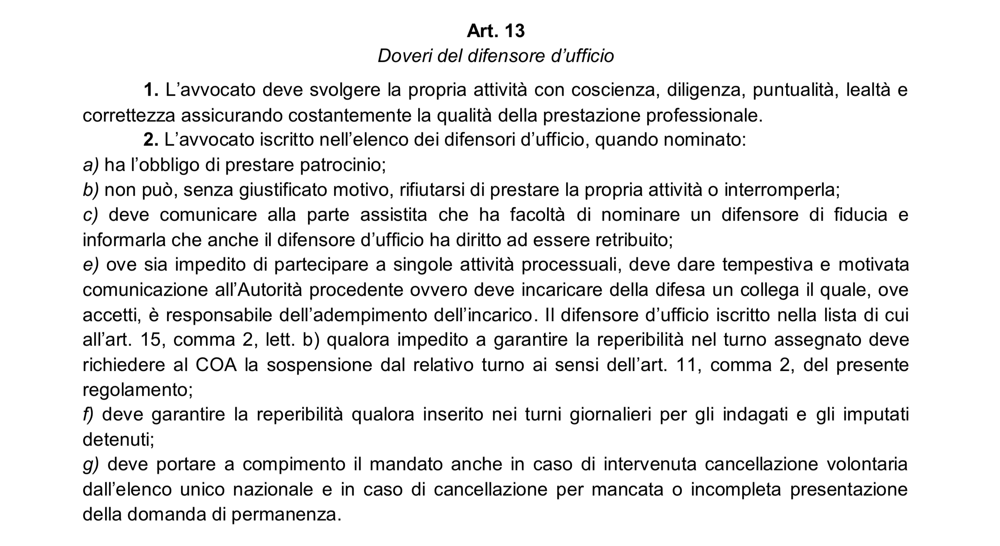 Art. 13
Doveri del difensore d’ufficio
1. L’avvocato deve svolgere la propria attività con coscienza, diligenza, puntualità, lealtà e
correttezza assicurando costantemente la qualità della prestazione professionale.
2. L’avvocato iscritto nell’elenco dei difensori d’ufficio, quando nominato:
a) ha l’obbligo di prestare patrocinio;
b) non può, senza giustificato motivo, rifiutarsi di prestare la propria attività o interromperla;
c) deve comunicare alla parte assistita che ha facoltà di nominare un difensore di fiducia e
informarla che anche il difensore d’ufficio ha diritto ad essere retribuito;
e) ove sia impedito di partecipare a singole attività processuali, deve dare tempestiva e motivata
comunicazione all’Autorità procedente ovvero deve incaricare della difesa un collega il quale, ove
accetti, è responsabile dell’adempimento dell’incarico. Il difensore d’ufficio iscritto nella lista di cui
all’art. 15, comma 2, lett. b) qualora impedito a garantire la reperibilità nel turno assegnato deve
richiedere al COA la sospensione dal relativo turno ai sensi dell’art. 11, comma 2, del presente
regolamento;
f) deve garantire la reperibilità qualora inserito nei turni giornalieri per gli indagati e gli imputati
detenuti;
g) deve portare a compimento il mandato anche in caso di intervenuta cancellazione volontaria
dall’elenco unico nazionale e in caso di cancellazione per mancata o incompleta presentazione
della domanda di permanenza.